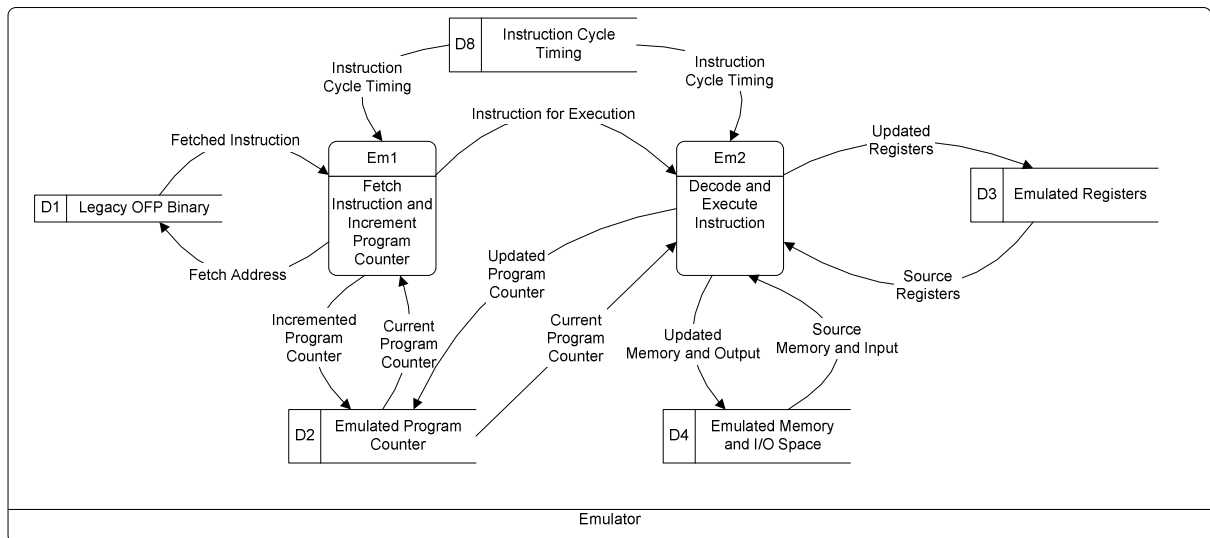 D8
Instruction Cycle
Timing
Instruction
Cycle Timing
Instruction
Cycle Timing
Fetched Instruction
Instruction for Execution
Updated
Registers
Em1
Fetch
Instruction and
Increment
Program
Counter
Em2
Decode and
Execute
Instruction
D1
Legacy OFP Binary
D3
Emulated Registers
Fetch Address
Updated
Program
Counter
Source
Registers
Incremented
Program
Counter
Current
Program
Counter
Current
Program
Counter
Updated
Memory and Output
Source
Memory and Input
D2
Emulated Program
Counter
D4
Emulated Memory
and I/O Space
Emulator